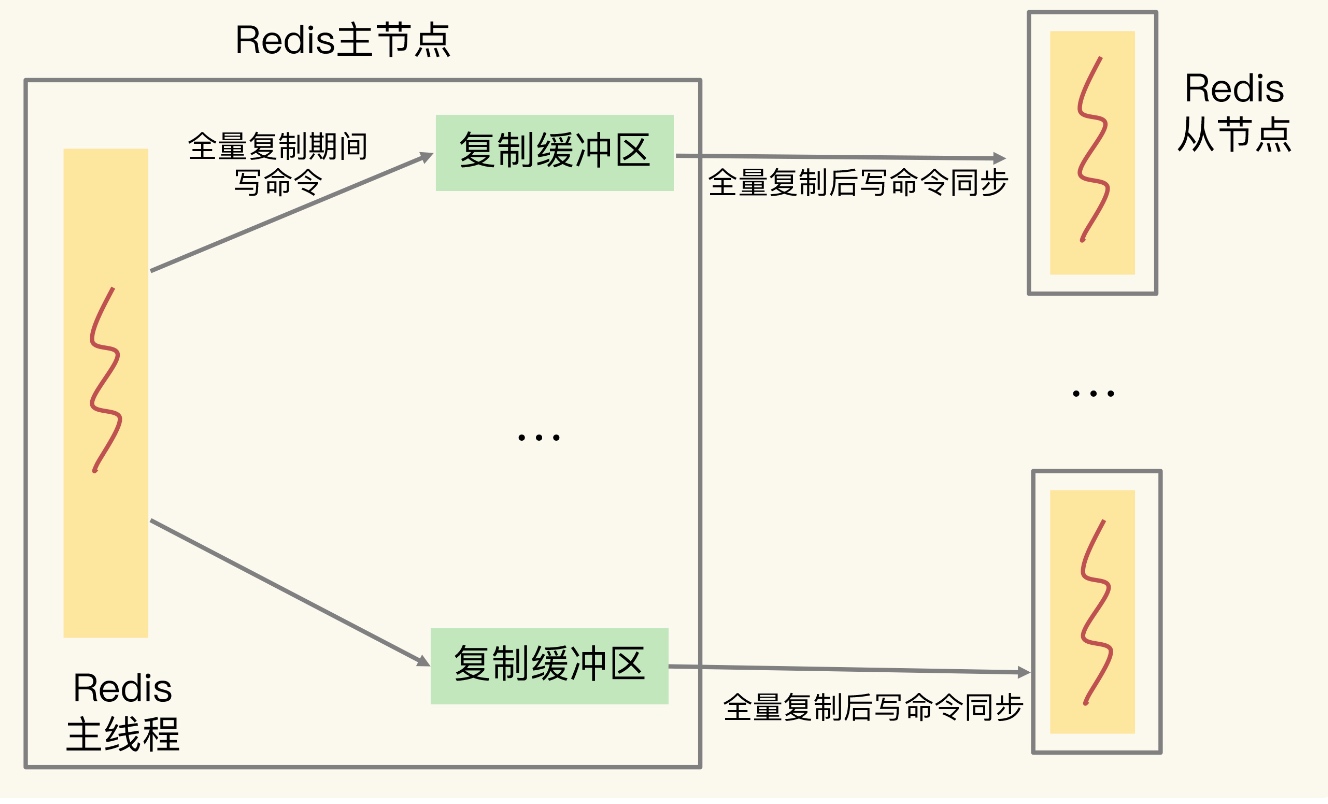 Redis主节点
全量复制期间
写命令
复制缓冲区
全量复制后写命令同步
Redis
从节点
…
…
复制缓冲区
全量复制后写命令同步
Redis
主线程